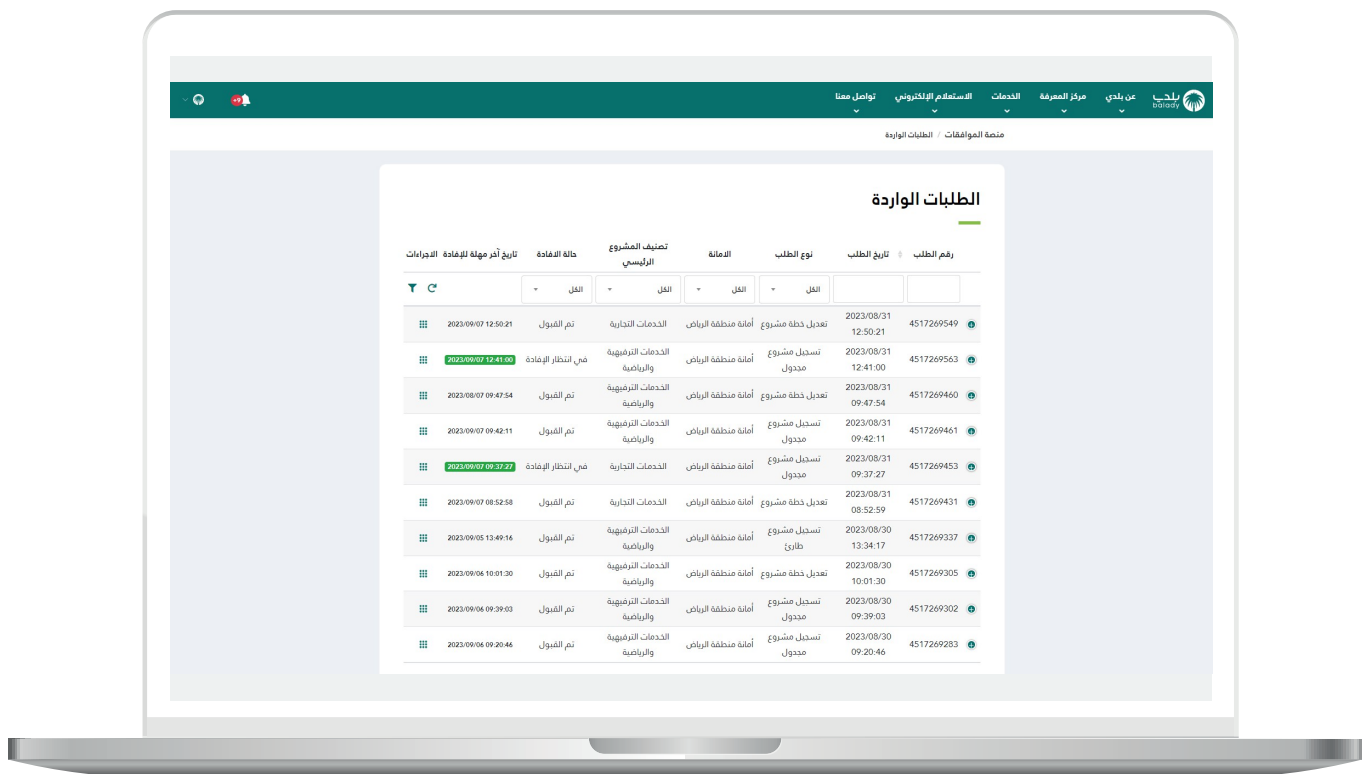 بلدي
balady
عن بلدي
مركز المعرفة
الخدمات
الاستعلام الإلكتروني
تواصل معنا
+9
منصة الموافقات / الطلبات الواردة
الطلبات الواردة
رقم الطلب تاريخ الطلب نوع الطلب الامانة تصنيف المشروع الرئيسي حالة الافادة تاريخ آخر مهلة للإفادة الاجراءات
الكل الكل الكل الكل
4517269549 2023/08/31 12:50:21 تعديل خطة مشروع أمانة منطقة الرياض الخدمات التجارية تم القبول 2023/09/07 12:50:21
4517269563 2023/08/31 12:41:00 تسجيل مشروع مجدول أمانة منطقة الرياض الخدمات الترفيهية والرياضية في انتظار الإفادة 2023/09/07 12:41:00
4517269460 2023/08/31 09:47:54 تعديل خطة مشروع أمانة منطقة الرياض الخدمات الترفيهية والرياضية تم القبول 2023/08/07 09:47:54
4517269461 2023/08/31 09:42:11 تسجيل مشروع مجدول أمانة منطقة الرياض الخدمات الترفيهية والرياضية تم القبول 2023/09/07 09:42:11
4517269453 2023/08/31 09:37:27 تسجيل مشروع مجدول أمانة منطقة الرياض الخدمات التجارية في انتظار الإفادة 2023/09/07 09:37:27
4517269431 2023/08/31 08:52:59 تعديل خطة مشروع أمانة منطقة الرياض الخدمات التجارية تم القبول 2023/09/07 08:52:58
4517269337 2023/08/30 13:34:17 تسجيل مشروع طارئ أمانة منطقة الرياض الخدمات الترفيهية والرياضية تم القبول 2023/09/05 13:49:16
4517269305 2023/08/30 10:01:30 تعديل خطة مشروع أمانة منطقة الرياض الخدمات الترفيهية والرياضية تم القبول 2023/09/06 10:01:30
4517269302 2023/08/30 09:39:03 تسجيل مشروع مجدول أمانة منطقة الرياض الخدمات الترفيهية والرياضية تم القبول 2023/09/06 09:39:03
4517269283 2023/08/30 09:20:46 تسجيل مشروع مجدول أمانة منطقة الرياض الخدمات الترفيهية والرياضية تم القبول 2023/09/06 09:20:46